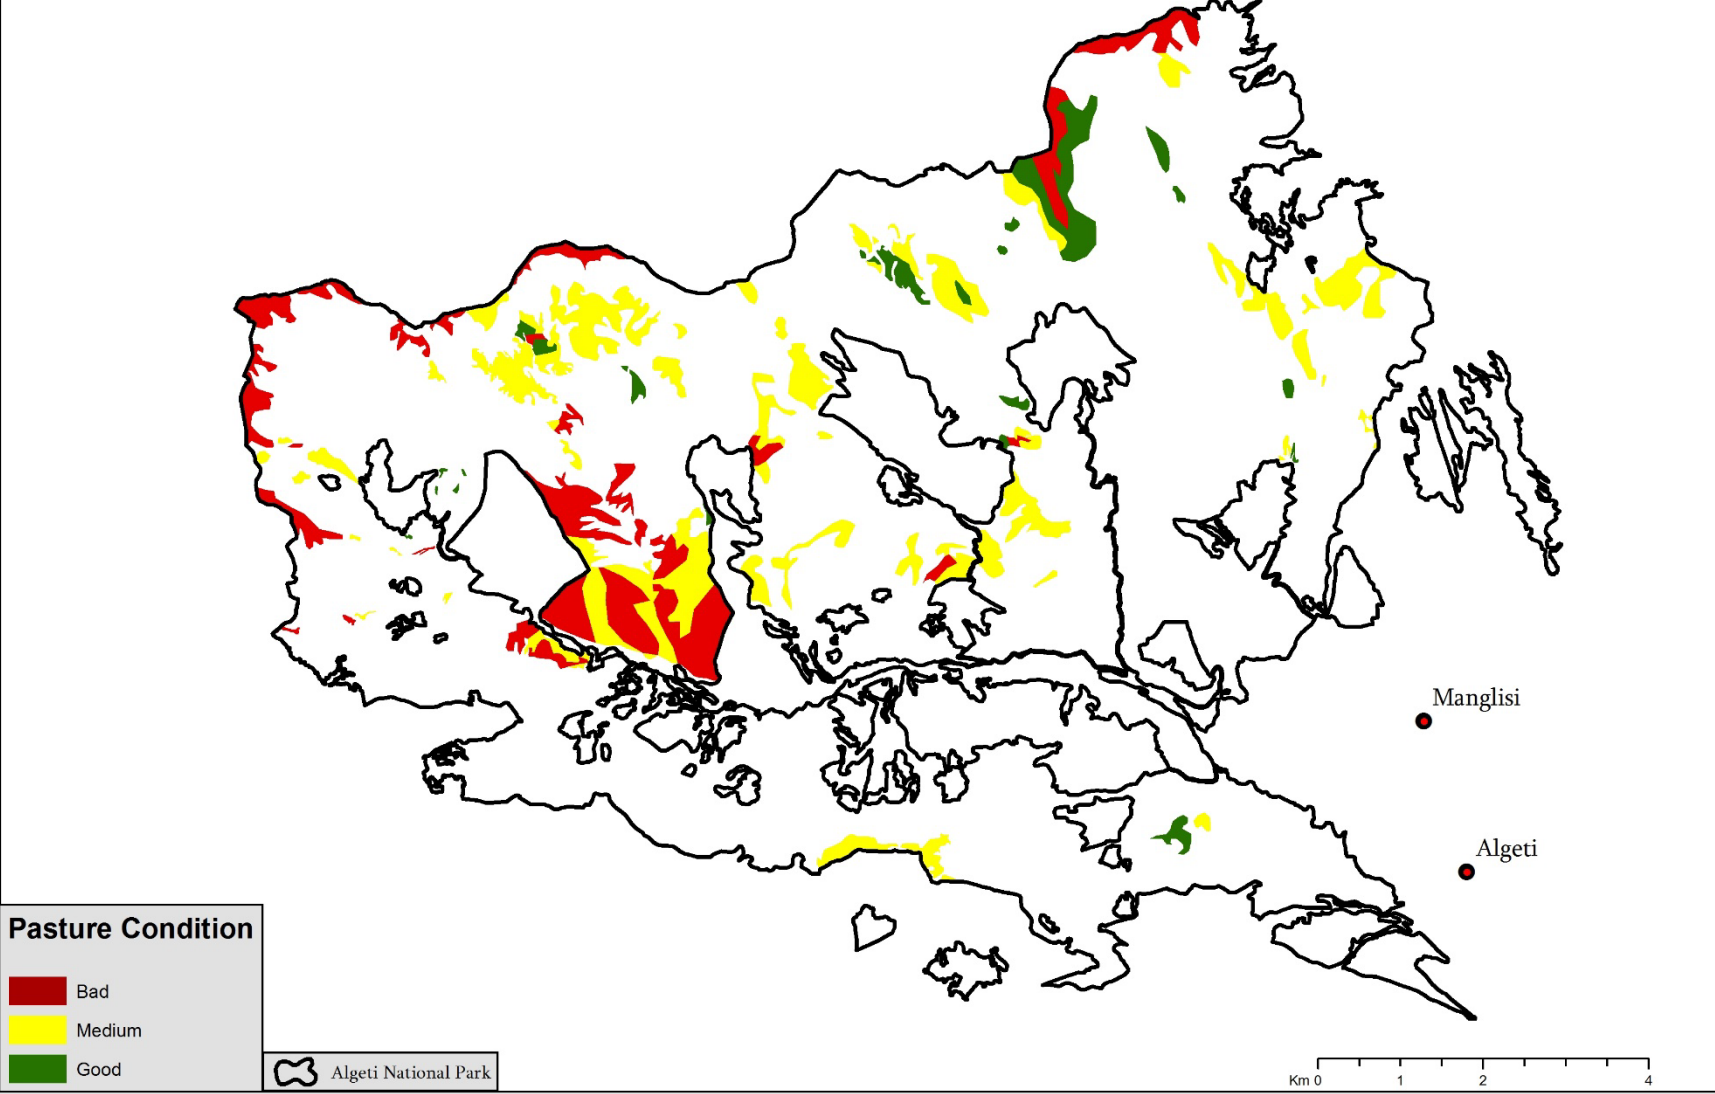 Manglisi
Algeti
Pasture Condition
Bad
Medium
Good
Algeti National Park
Km 0 1 2 4